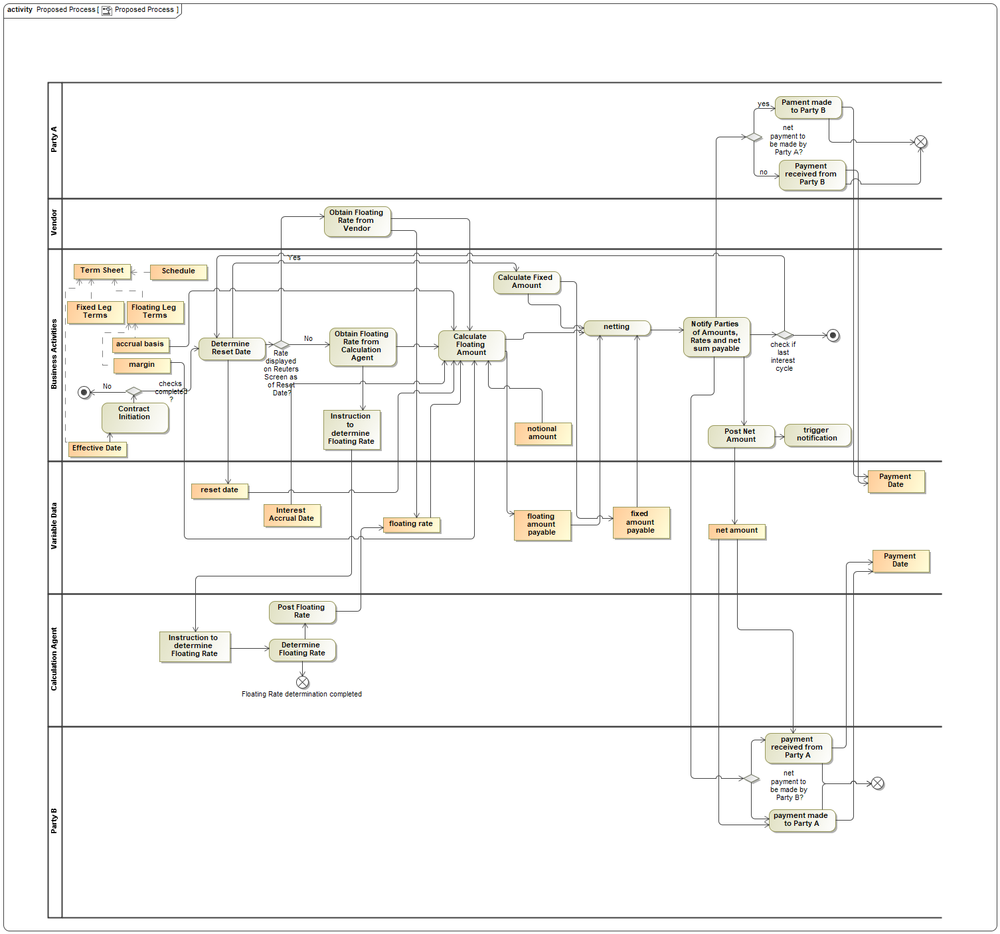 activity Proposed Process [ Proposed Process ]
Party A
yes
Pament made
to Party B
net
payment to
be made by
Party A?
no
Payment
received from
Party B
Vendor
Obtain Floating
Rate from
Vendor
Business Activities
Yes
Term Sheet
Schedule
Fixed Leg
Terms
Floating Leg
Terms
accrual basis
margin
No
checks
completed
?
Contract
Initiation
Effective Date
Determine
Reset Date
Rate
displayed
on Reuters
Screen as
of Reset
Date?
No
Obtain Floating
Rate from
Calculation
Agent
Instruction
to
determine
Floating Rate
Calculate
Floating
Amount
Calculate Fixed
Amount
notional
amount
netting
Notify Parties
of Amounts,
Rates and net
sum payable
check if
last
interest
cycle
Post Net
Amount
trigger
notification
Variable Data
reset date
Interest
Accrual Date
floating rate
floating
amount
payable
fixed
amount
payable
net amount
Payment
Date
Payment
Date
Calculation Agent
Post Floating
Rate
Instruction to
determine
Floating Rate
Determine
Floating Rate
Floating Rate determination completed
Party B
payment
received from
Party A
net
payment to
be made by
Party B?
payment made
to Party A